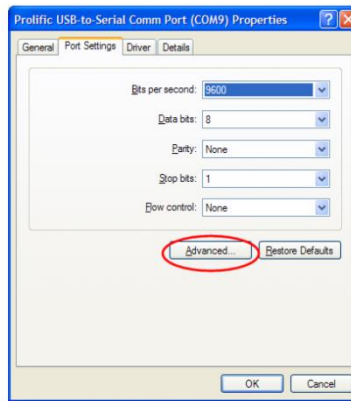 Prolific USB-to-Serial Comm Port (COM9) Properties
General Port Settings Driver Details
Bits per second: 9600
Data bits: 8
Parity: None
Stop bits: 1
Flow control: None
Advanced... Restore Defaults
OK Cancel